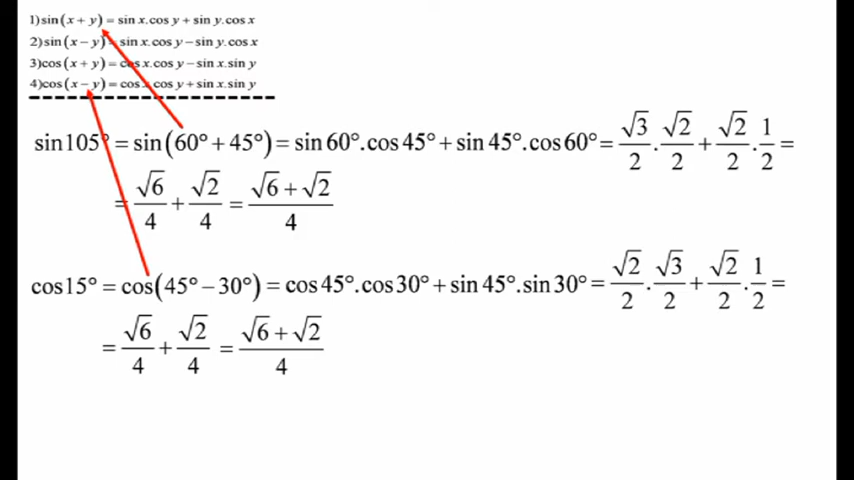 1)sin(x + y) = sin x.cos y + sin y.cos x
2)sin(x − y) = sin x.cos y − sin y.cos x
3)cos(x + y) = cos x.cos y − sin x.sin y
4)cos(x − y) = cos x.cos y + sin x.sin y
sin105° = sin(60° + 45°) = sin 60°.cos 45° + sin 45°.cos 60° = √3/2 . √2/2 + √2/2 . 1/2 =
= √6/4 + √2/4 = (√6 + √2)/4
cos15° = cos(45° − 30°) = cos 45°.cos 30° + sin 45°.sin 30° = √2/2 . √3/2 + √2/2 . 1/2 =
= √6/4 + √2/4 = (√6 + √2)/4